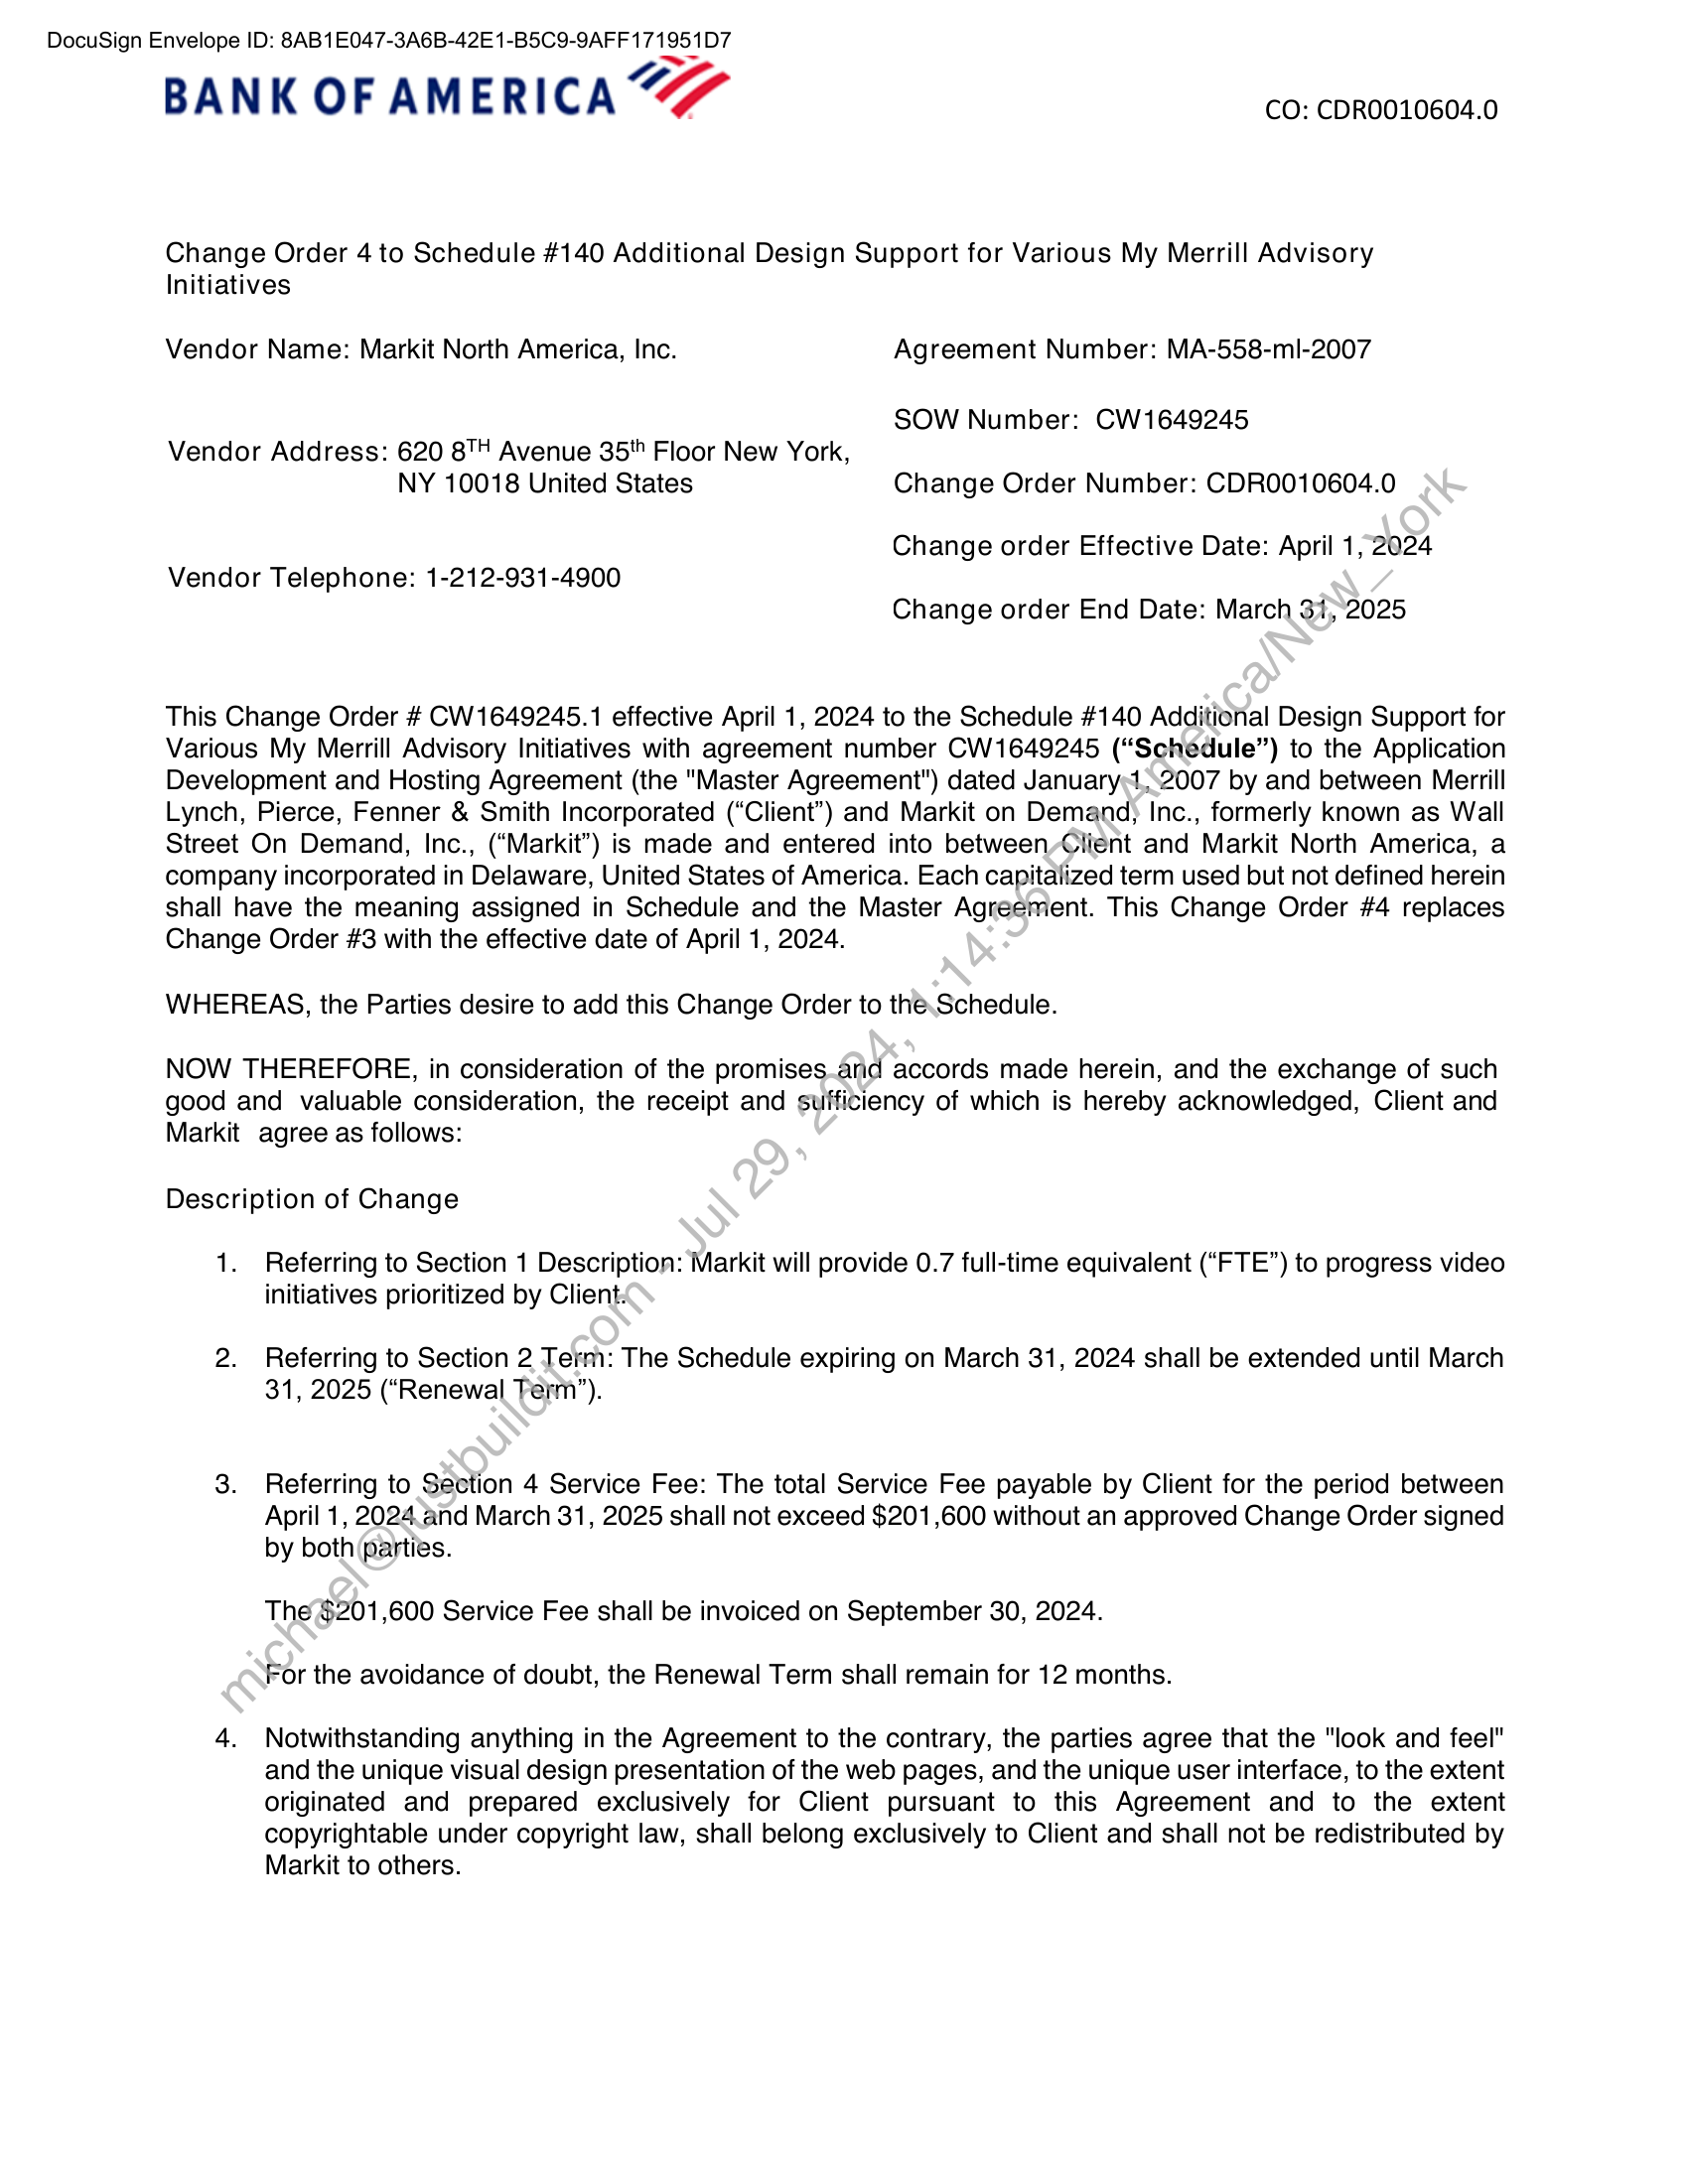 DocuSign Envelope ID: 8AB1E047-3A6B-42E1-B5C9-9AFF171951D7
BANK OF AMERICA
CO: CDR0010604.0
Change Order 4 to Schedule #140 Additional Design Support for Various My Merrill Advisory
Initiatives
Vendor Name: Markit North America, Inc.
Agreement Number: MA-558-ml-2007
SOW Number: CW1649245
Vendor Address: 620 8TH Avenue 35th Floor New York,
NY 10018 United States
Change Order Number: CDR0010604.0
Change order Effective Date: April 1, 2024
Vendor Telephone: 1-212-931-4900
Change order End Date: March 31, 2025
This Change Order # CW1649245.1 effective April 1, 2024 to the Schedule #140 Additional Design Support for
Various My Merrill Advisory Initiatives with agreement number CW1649245 (“Schedule”) to the Application
Development and Hosting Agreement (the "Master Agreement") dated January 1, 2007 by and between Merrill
Lynch, Pierce, Fenner & Smith Incorporated (“Client”) and Markit on Demand, Inc., formerly known as Wall
Street On Demand, Inc., (“Markit”) is made and entered into between Client and Markit North America, a
company incorporated in Delaware, United States of America. Each capitalized term used but not defined herein
shall have the meaning assigned in Schedule and the Master Agreement. This Change Order #4 replaces
Change Order #3 with the effective date of April 1, 2024.
WHEREAS, the Parties desire to add this Change Order to the Schedule.
NOW THEREFORE, in consideration of the promises and accords made herein, and the exchange of such
good and valuable consideration, the receipt and sufficiency of which is hereby acknowledged, Client and
Markit agree as follows:
Description of Change
1. Referring to Section 1 Description: Markit will provide 0.7 full-time equivalent (“FTE”) to progress video
initiatives prioritized by Client.
2. Referring to Section 2 Term: The Schedule expiring on March 31, 2024 shall be extended until March
31, 2025 (“Renewal Term”).
3. Referring to Section 4 Service Fee: The total Service Fee payable by Client for the period between
April 1, 2024 and March 31, 2025 shall not exceed $201,600 without an approved Change Order signed
by both parties.
The $201,600 Service Fee shall be invoiced on September 30, 2024.
For the avoidance of doubt, the Renewal Term shall remain for 12 months.
4. Notwithstanding anything in the Agreement to the contrary, the parties agree that the "look and feel"
and the unique visual design presentation of the web pages, and the unique user interface, to the extent
originated and prepared exclusively for Client pursuant to this Agreement and to the extent
copyrightable under copyright law, shall belong exclusively to Client and shall not be redistributed by
Markit to others.
michael@justbuildit.com - Jul 29, 2024, 1:14:36 PM America/New_York